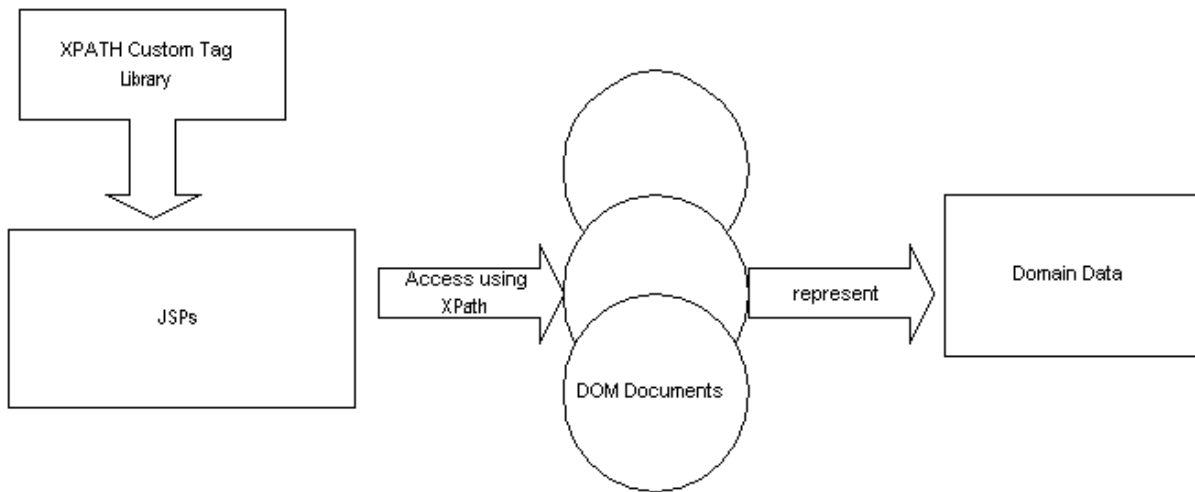 XPATH Custom Tag
Library
JSPs
Access using
XPath
DOM Documents
represent
Domain Data